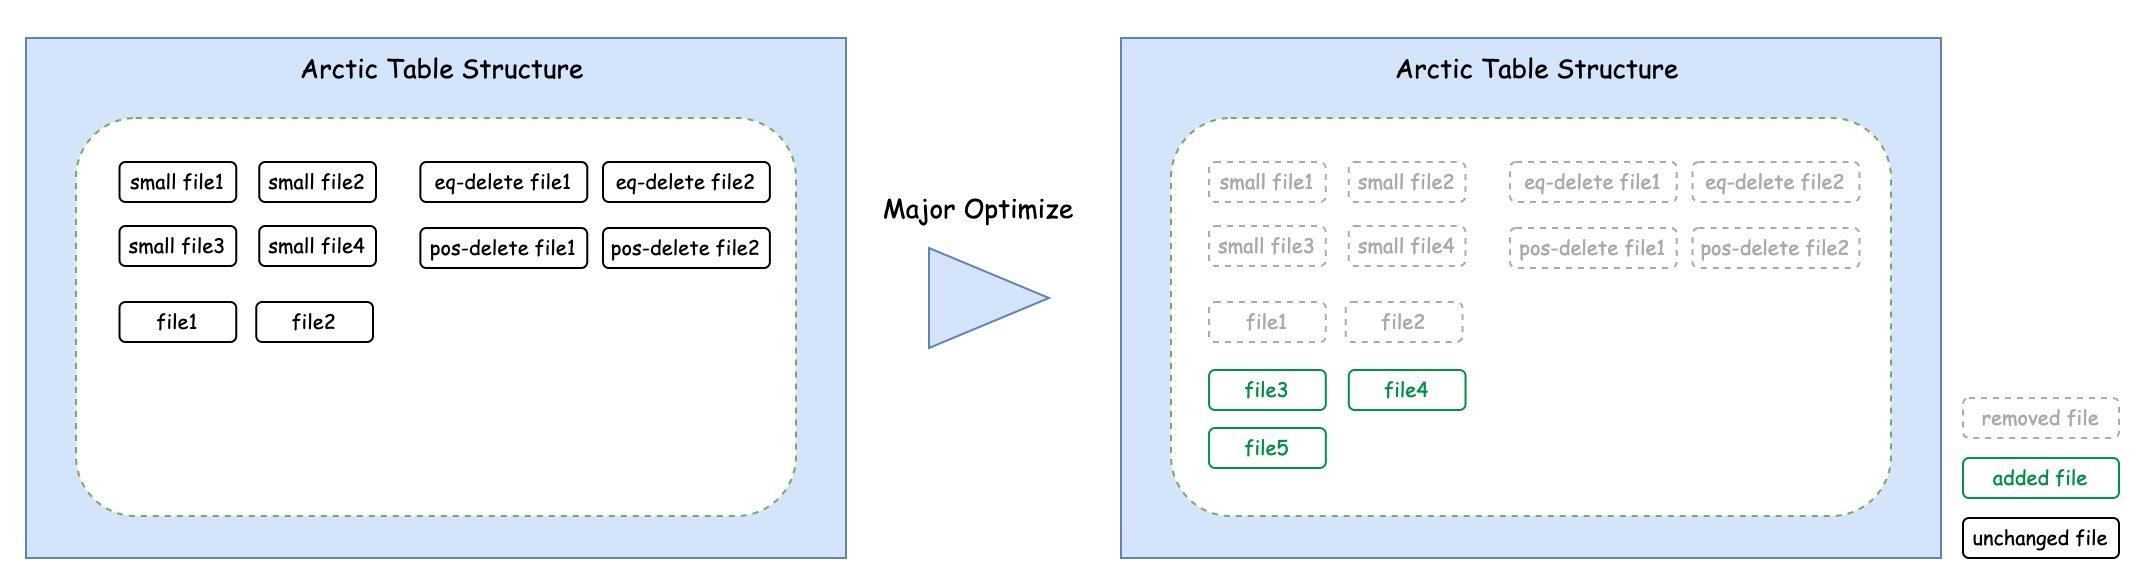 Arctic Table Structure
small file1 small file2 eq-delete file1 eq-delete file2
small file3 small file4 pos-delete file1 pos-delete file2
file1 file2
Major Optimize
Arctic Table Structure
small file1 small file2 eq-delete file1 eq-delete file2
small file3 small file4 pos-delete file1 pos-delete file2
file1 file2
file3 file4
file5
removed file
added file
unchanged file